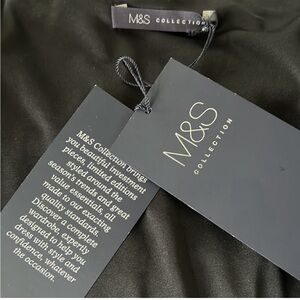 M&S COLLECTION
M&S
COLLECTION
M&S Collection brings
you beautiful investment
pieces, limited editions
styled around the
season's trends and great
value essentials, all
made to our exacting
quality standards.
Discover a complete
wardrobe, expertly
designed to help you
dress with style and
confidence, whatever
the occasion.